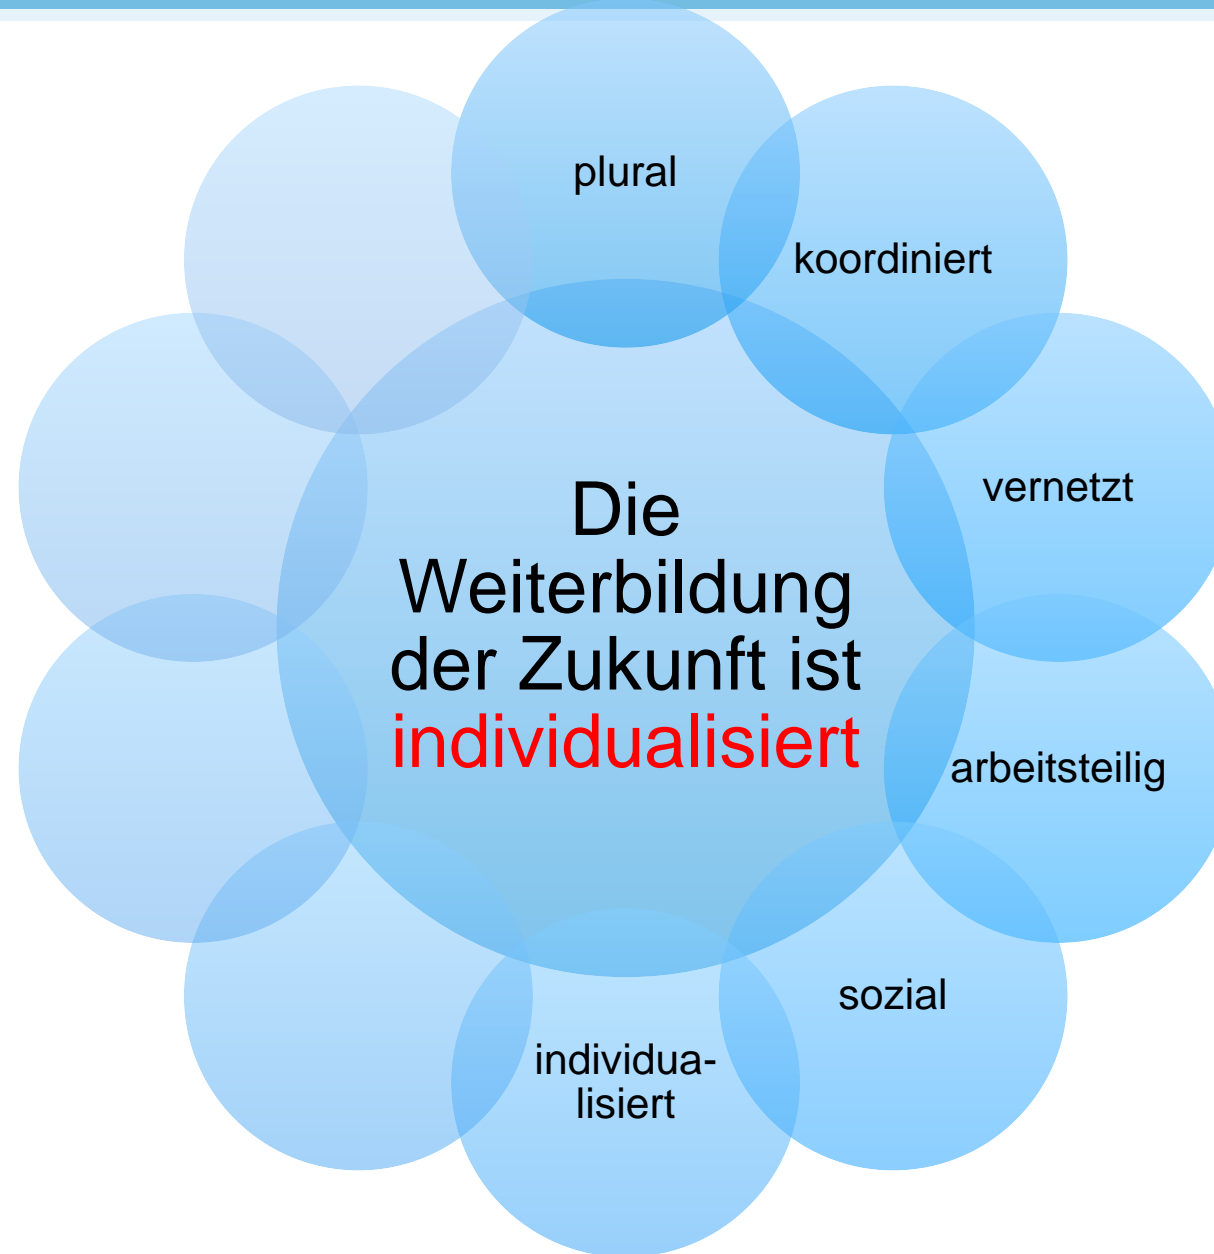 plural
koordiniert
vernetzt
Die
Weiterbildung
der Zukunft ist
individualisiert
arbeitsteilig
sozial
individua-
lisiert